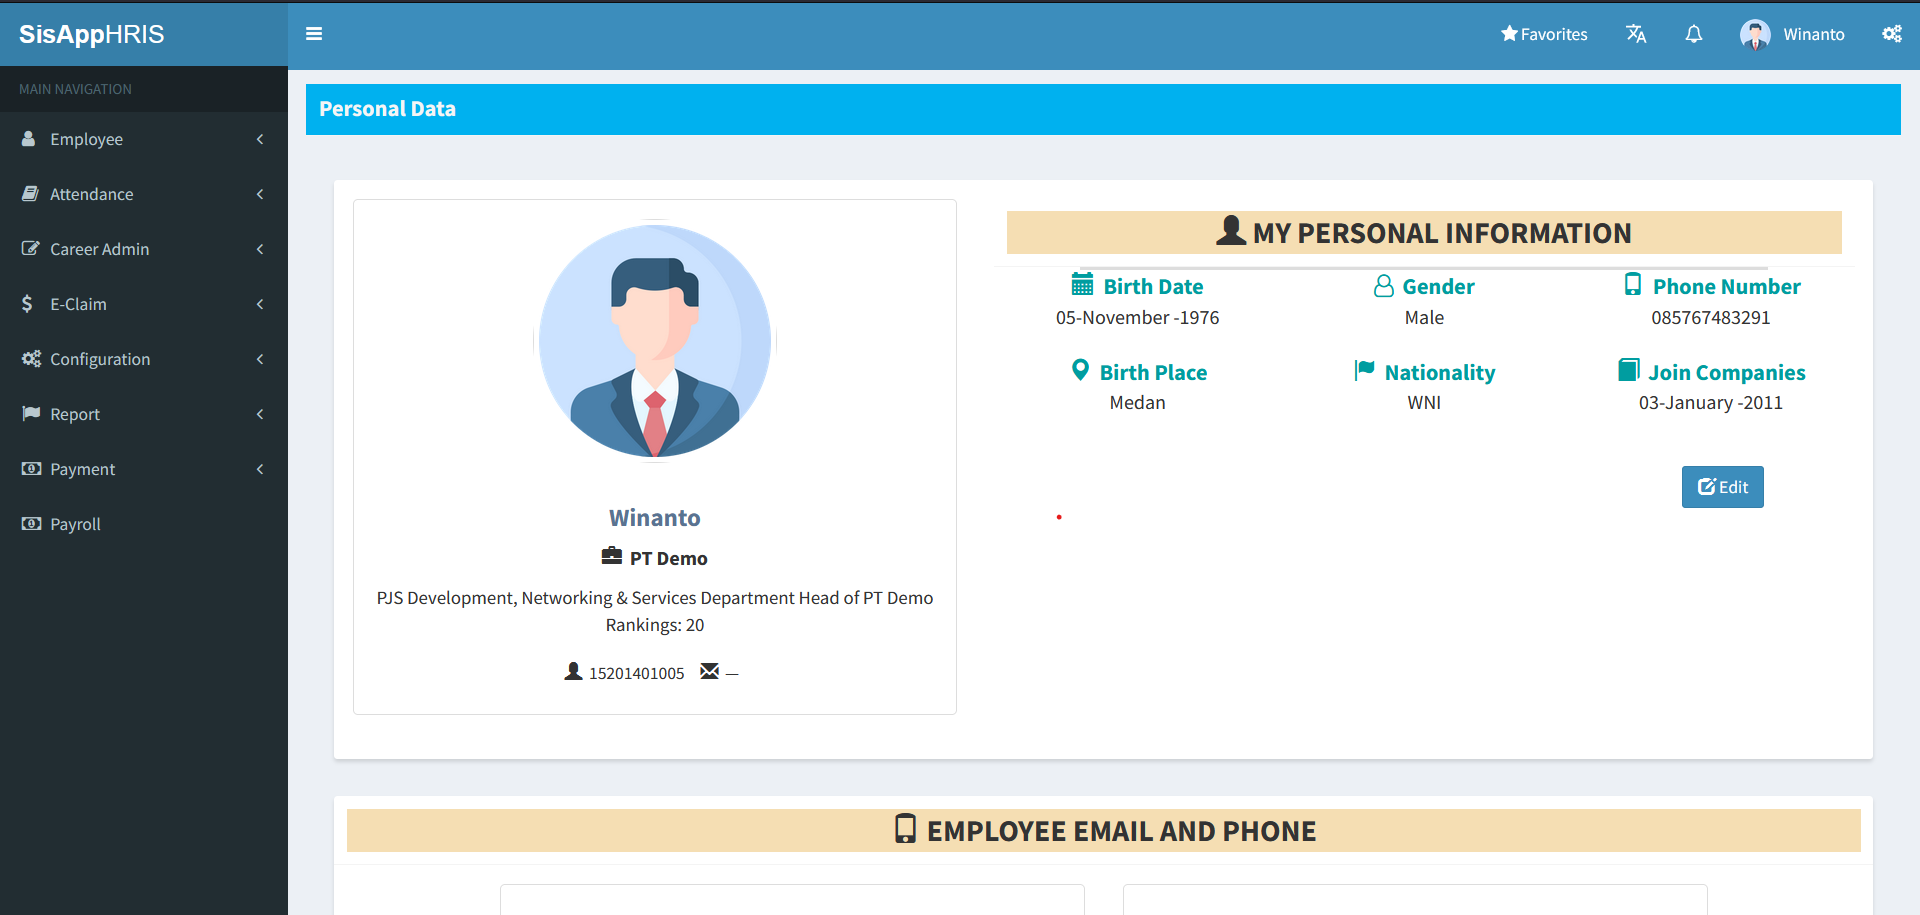 SisAppHRIS
Favorites
Winanto
MAIN NAVIGATION
Employee
Attendance
Career Admin
E-Claim
Configuration
Report
Payment
Payroll
Personal Data
Winanto
PT Demo
PJS Development, Networking & Services Department Head of PT Demo
Rankings: 20
15201401005 —
MY PERSONAL INFORMATION
Birth Date
05-November -1976
Gender
Male
Phone Number
085767483291
Birth Place
Medan
Nationality
WNI
Join Companies
03-January -2011
Edit
EMPLOYEE EMAIL AND PHONE